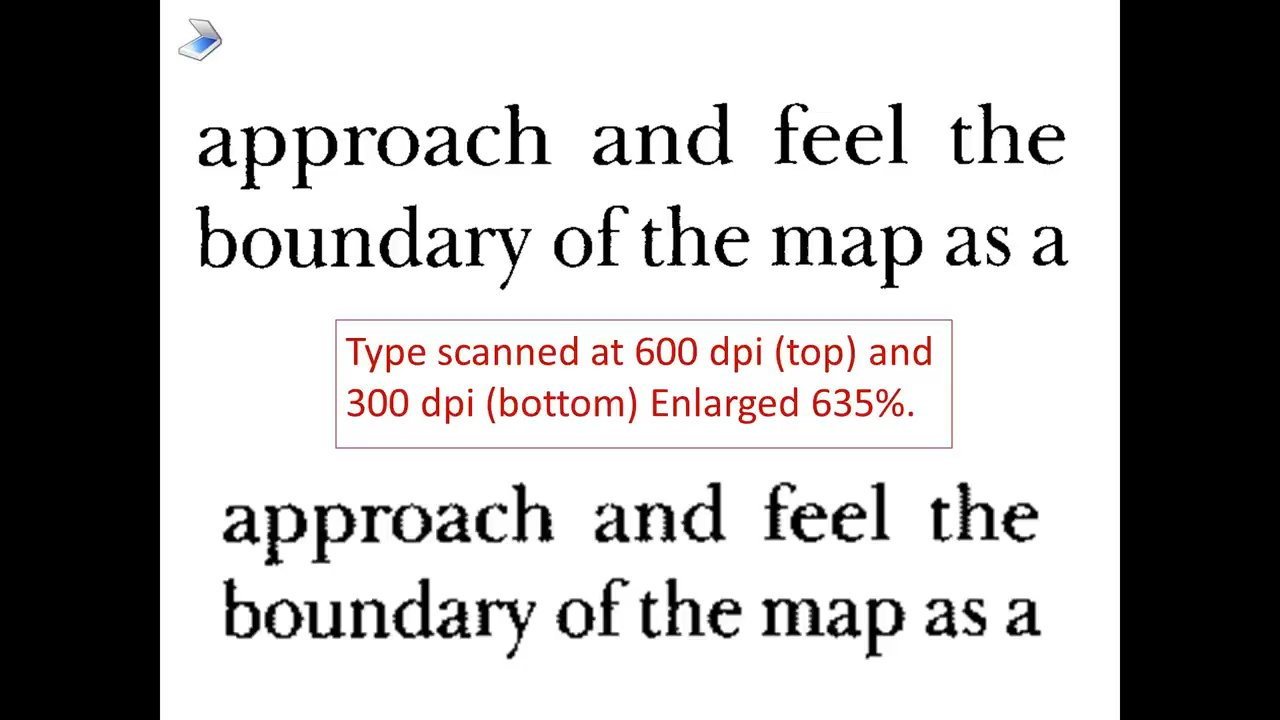 approach and feel the
boundary of the map as a
Type scanned at 600 dpi (top) and
300 dpi (bottom) Enlarged 635%.
approach and feel the
boundary of the map as a